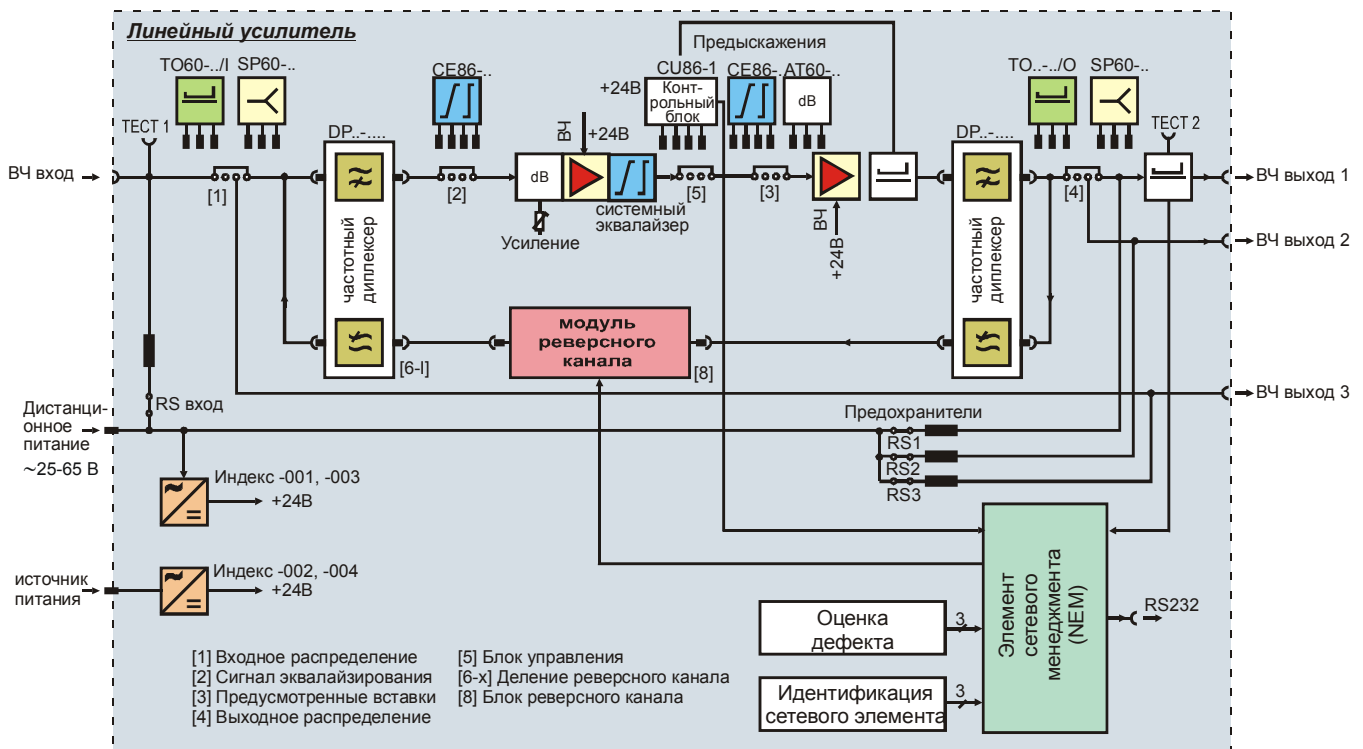 Линейный усилитель
Предыскажения
TO60-../I
SP60-..
CE86-..
CU86-1
CE86-..
AT60-..
TO..-../O
SP60-..
+24В
Конт-
рольный
блок
dB
ТЕСТ 1
DP..-....
ВЧ
+24В
DP..-....
ТЕСТ 2
ВЧ вход
[1]
[2]
dB
[5]
[3]
[4]
ВЧ выход 1
системный
эквалайзер
Усиление
ВЧ
+24В
частотный
диплексер
частотный
диплексер
ВЧ выход 2
модуль
реверсного
канала
[6-I]
[8]
ВЧ выход 3
RS вход
Дистанци-
онное
питание
~25-65 В
Предохранители
RS1
RS2
RS3
Индекс -001, -003
+24В
Индекс -002, -004
+24В
источник
питания
Элемент
сетевого
менеджмента
(NEM)
RS232
Оценка
дефекта
3
Идентификация
сетевого элемента
3
[1] Входное распределение
[2] Сигнал эквалайзирования
[3] Предусмотренные вставки
[4] Выходное распределение
[5] Блок управления
[6-x] Деление реверсного канала
[8] Блок реверсного канала